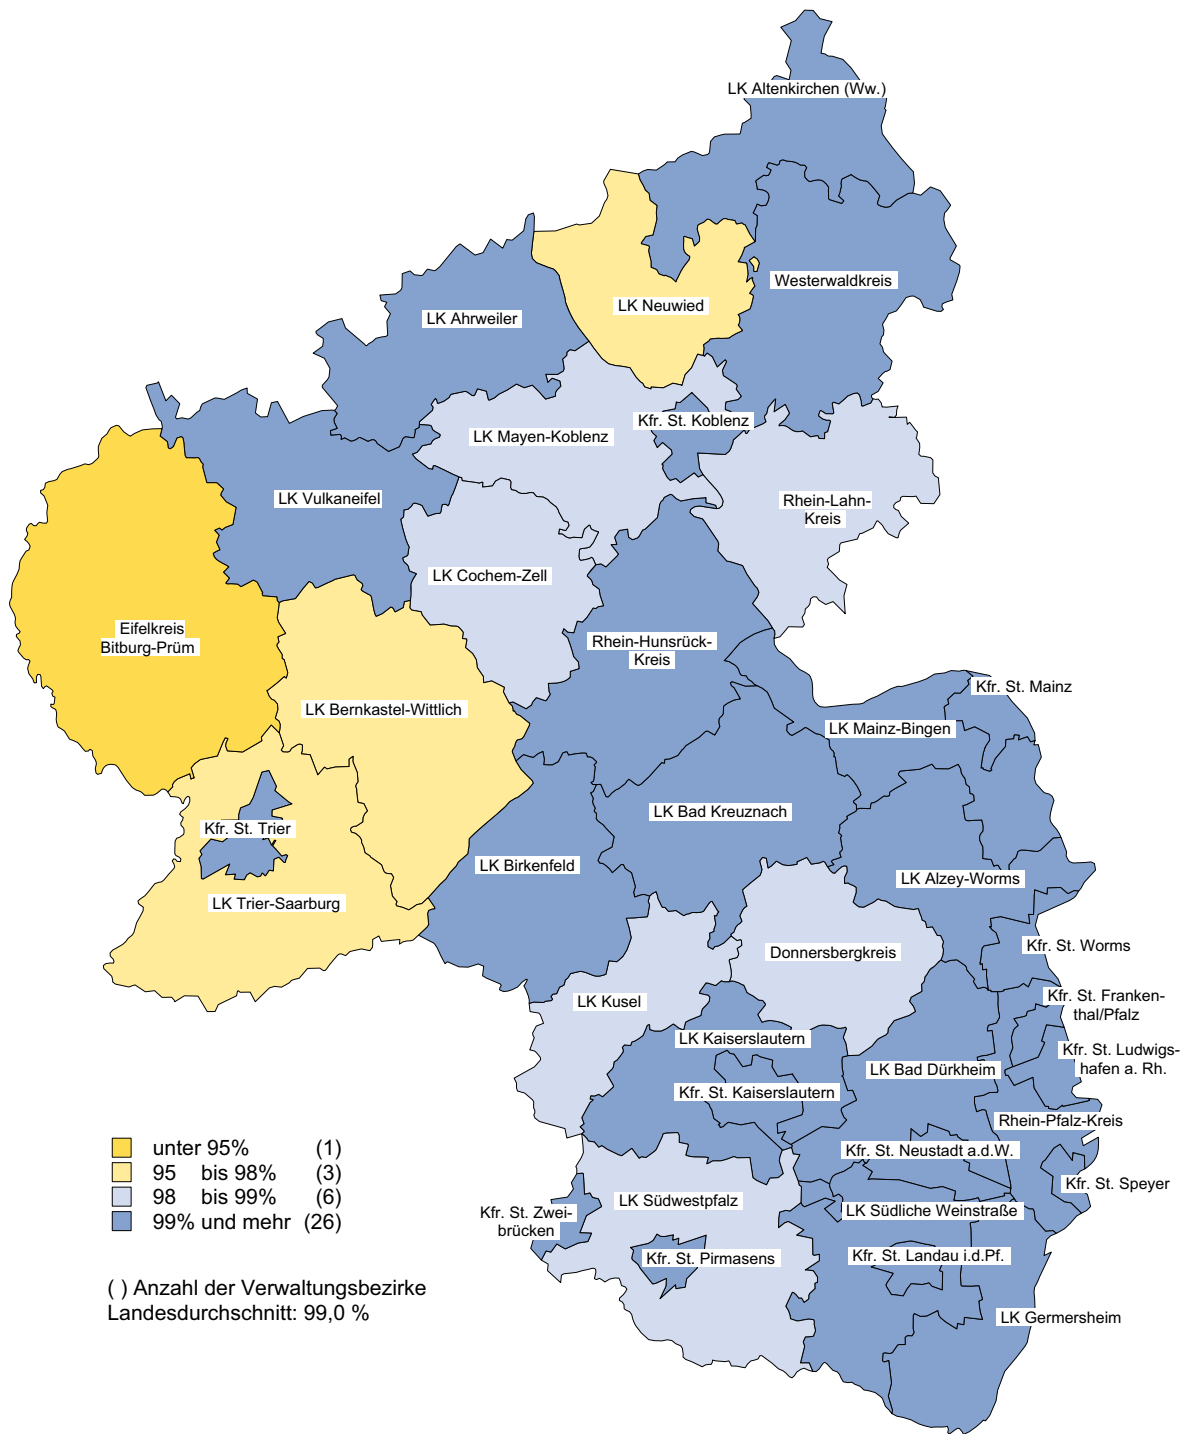 LK Altenkirchen (Ww.)
Westerwaldkreis
LK Neuwied
LK Ahrweiler
Kfr. St. Koblenz
LK Mayen-Koblenz
LK Vulkaneifel
Rhein-Lahn-
Kreis
LK Cochem-Zell
Eifelkreis
Bitburg-Prüm
Rhein-Hunsrück-
Kreis
Kfr. St. Mainz
LK Bernkastel-Wittlich
LK Mainz-Bingen
LK Bad Kreuznach
Kfr. St. Trier
LK Birkenfeld
LK Alzey-Worms
LK Trier-Saarburg
Kfr. St. Worms
Donnersbergkreis
LK Kusel
Kfr. St. Franken-
thal/Pfalz
LK Kaiserslautern
Kfr. St. Ludwigs-
hafen a. Rh.
LK Bad Dürkheim
Kfr. St. Kaiserslautern
Rhein-Pfalz-Kreis
Kfr. St. Neustadt a.d.W.
Kfr. St. Speyer
LK Südwestpfalz
Kfr. St. Zwei-
brücken
LK Südliche Weinstraße
Kfr. St. Pirmasens
Kfr. St. Landau i.d.Pf.
LK Germersheim
unter 95% (1)
95 bis 98% (3)
98 bis 99% (6)
99% und mehr (26)
( ) Anzahl der Verwaltungsbezirke
Landesdurchschnitt: 99,0 %